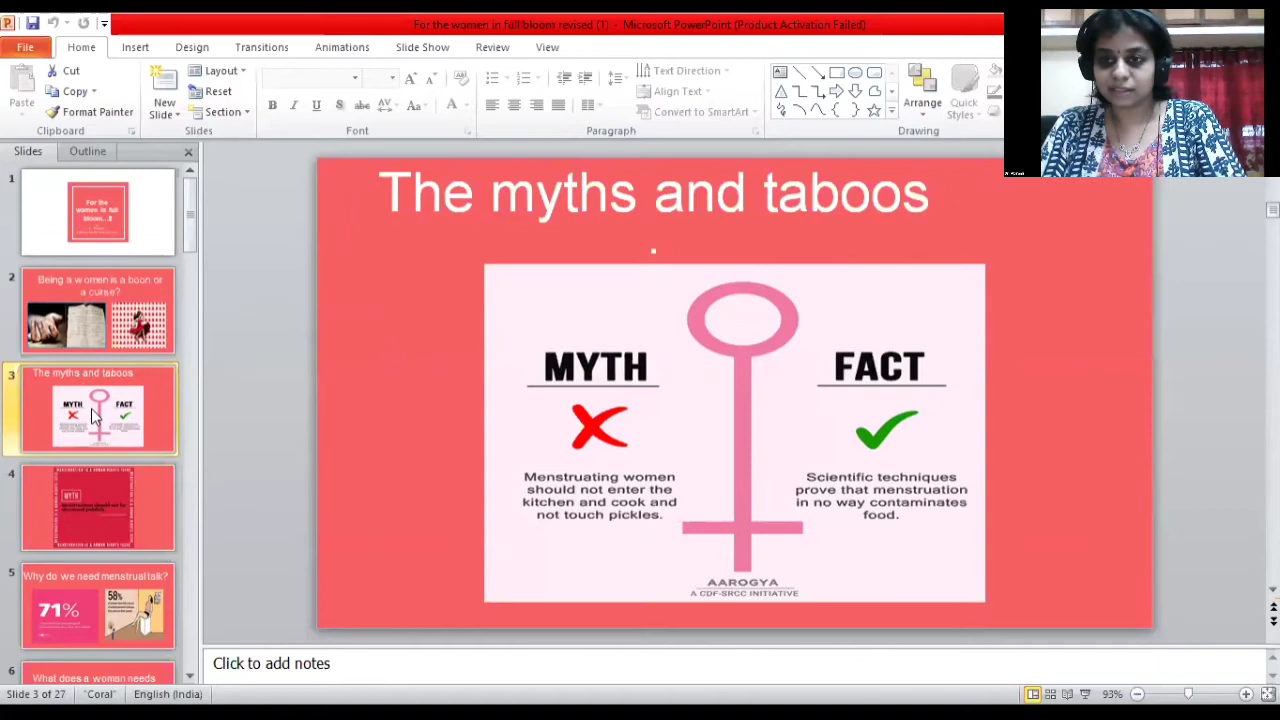 For the women in full bloom revised (1) - Microsoft PowerPoint (Product Activation Failed)
File Home Insert Design Transitions Animations Slide Show Review View
Paste
Cut
Copy
Format Painter
Clipboard
New
Slide
Layout
Reset
Section
Slides
Font
Text Direction
Align Text
Convert to SmartArt
Paragraph
Arrange
Quick
Styles
Drawing
Slides Outline
1
For the
women in full
bloom...!!
2
Being a women is a boon or
a curse?
3
The myths and taboos
MYTH FACT
4
MYTH
5
Why do we need menstrual talk?
71%
58%
6
What does a woman needs
The myths and taboos
MYTH
Menstruating women
should not enter the
kitchen and cook and
not touch pickles.
FACT
Scientific techniques
prove that menstruation
in no way contaminates
food.
AAROGYA
A CDF-SRCC INITIATIVE
Click to add notes
Slide 3 of 27 "Coral" English (India) 93%